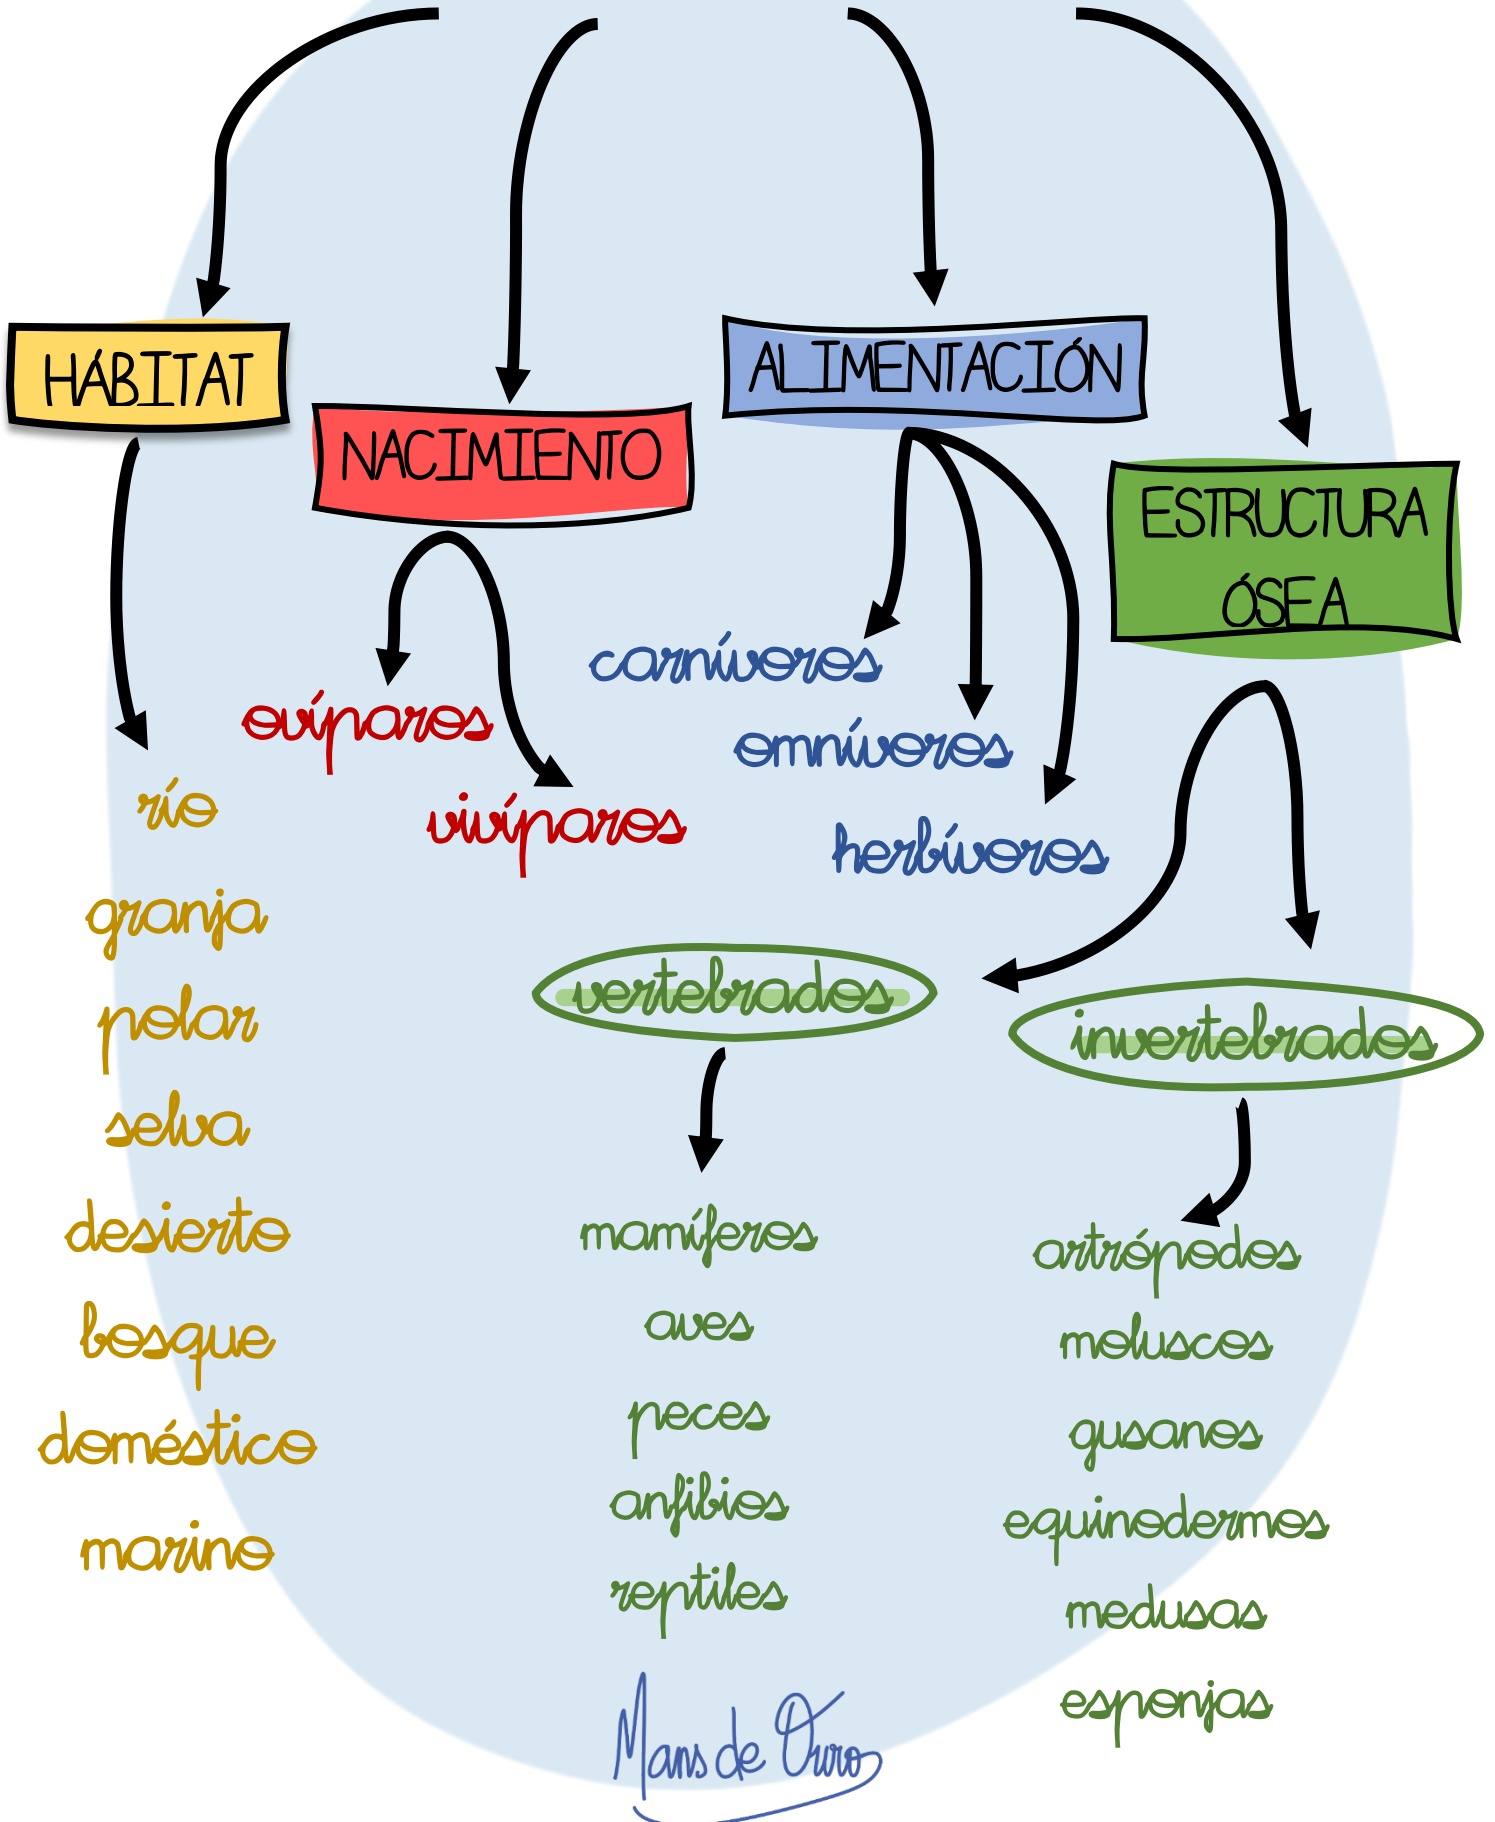 HÁBITAT
NACIMIENTO
ALIMENTACIÓN
ESTRUCTURA
ÓSEA
río
granja
polar
selva
desierto
bosque
doméstico
marino
ovíparos
vivíparos
carnívoros
omnívoros
herbívoros
vertebrados
mamíferos
aves
peces
anfibios
reptiles
invertebrados
artrópodos
moluscos
gusanos
equinodermos
medusas
esponjas
Mans de Ouro